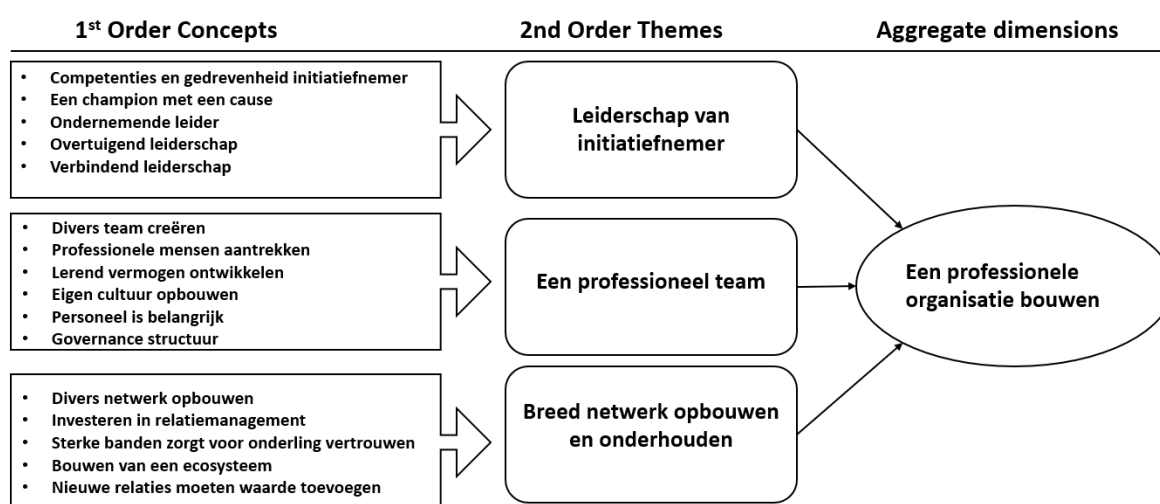 1st Order Concepts
2nd Order Themes
Aggregate dimensions
• Competenties en gedrevenheid initiatiefnemer
• Een champion met een cause
• Ondernemende leider
• Overtuigend leiderschap
• Verbindend leiderschap
Leiderschap van
initiatiefnemer
• Divers team creëren
• Professionele mensen aantrekken
• Lerend vermogen ontwikkelen
• Eigen cultuur opbouwen
• Personeel is belangrijk
• Governance structuur
Een professioneel team
Een professionele
organisatie bouwen
• Divers netwerk opbouwen
• Investeren in relatiemanagement
• Sterke banden zorgt voor onderling vertrouwen
• Bouwen van een ecosysteem
• Nieuwe relaties moeten waarde toevoegen
Breed netwerk opbouwen
en onderhouden